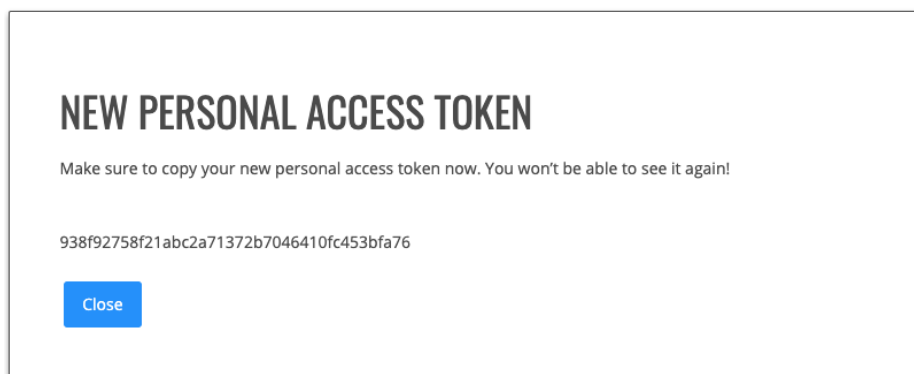 NEW PERSONAL ACCESS TOKEN
Make sure to copy your new personal access token now. You won’t be able to see it again!
938f92758f21abc2a71372b7046410fc453bfa76
Close